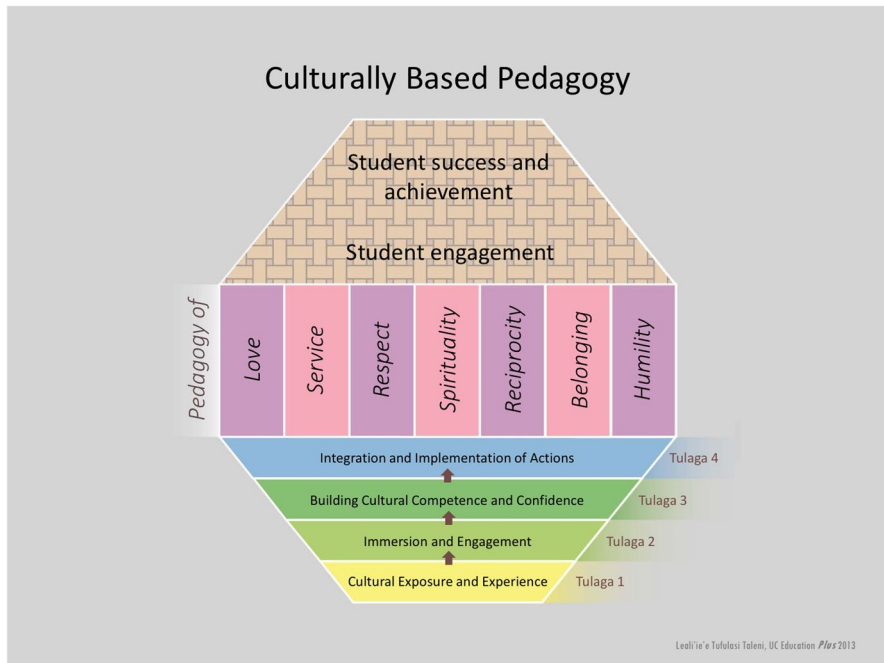 Culturally Based Pedagogy
Student success and
achievement
Student engagement
Pedagogy of
Love
Service
Respect
Spirituality
Reciprocity
Belonging
Humility
Integration and Implementation of Actions
Tulaga 4
Building Cultural Competence and Confidence
Tulaga 3
Immersion and Engagement
Tulaga 2
Cultural Exposure and Experience
Tulaga 1
Leali'ie'e Tufulasi Taleni, UC Education Plus 2013